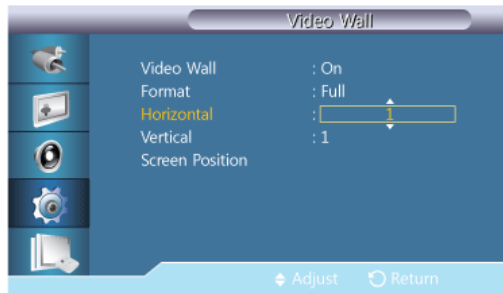 Video Wall
Video Wall : On
Format : Full
Horizontal : 1
Vertical : 1
Screen Position
Adjust Return